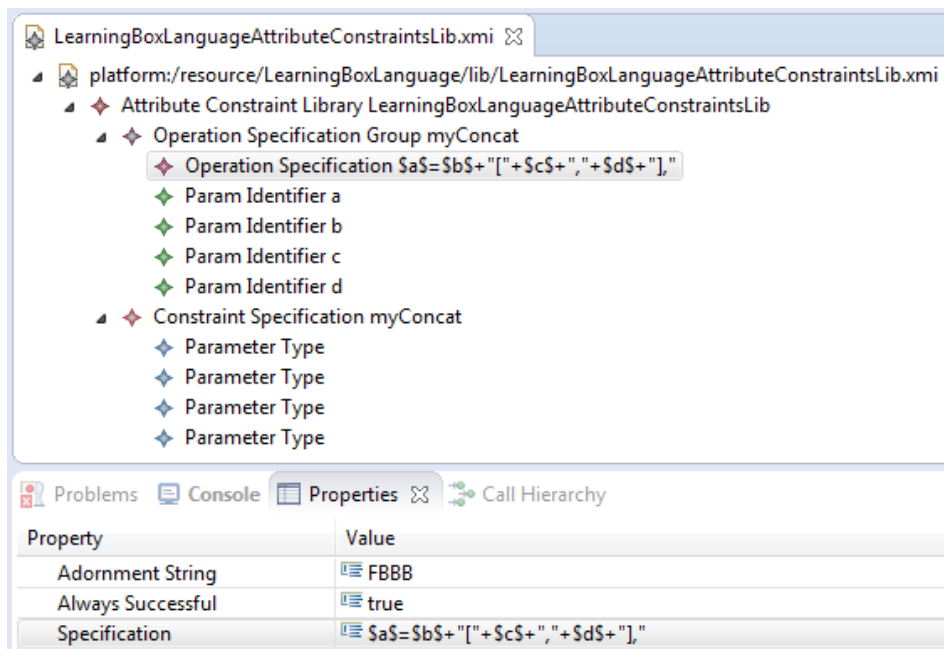 LearningBoxLanguageAttributeConstraintsLib.xmi
platform:/resource/LearningBoxLanguage/lib/LearningBoxLanguageAttributeConstraintsLib.xmi
Attribute Constraint Library LearningBoxLanguageAttributeConstraintsLib
Operation Specification Group myConcat
Operation Specification $a$=$b$+"["+$c$+","+$d$+"],"
Param Identifier a
Param Identifier b
Param Identifier c
Param Identifier d
Constraint Specification myConcat
Parameter Type
Parameter Type
Parameter Type
Parameter Type
Problems Console Properties Call Hierarchy
Property Value
Adornment String FBBB
Always Successful true
Specification $a$=$b$+"["+$c$+","+$d$+"],"